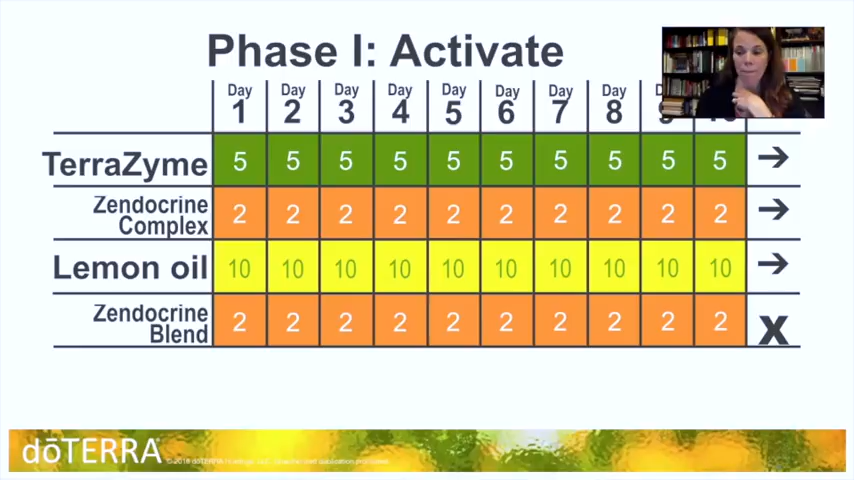 Phase I: Activate
Day Day Day Day Day Day Day Day
1 2 3 4 5 6 7 8
TerraZyme 5 5 5 5 5 5 5 5 5 5 →
Zendocrine
Complex 2 2 2 2 2 2 2 2 2 2 →
Lemon oil 10 10 10 10 10 10 10 10 10 10 →
Zendocrine
Blend 2 2 2 2 2 2 2 2 2 2 X
dōTERRA